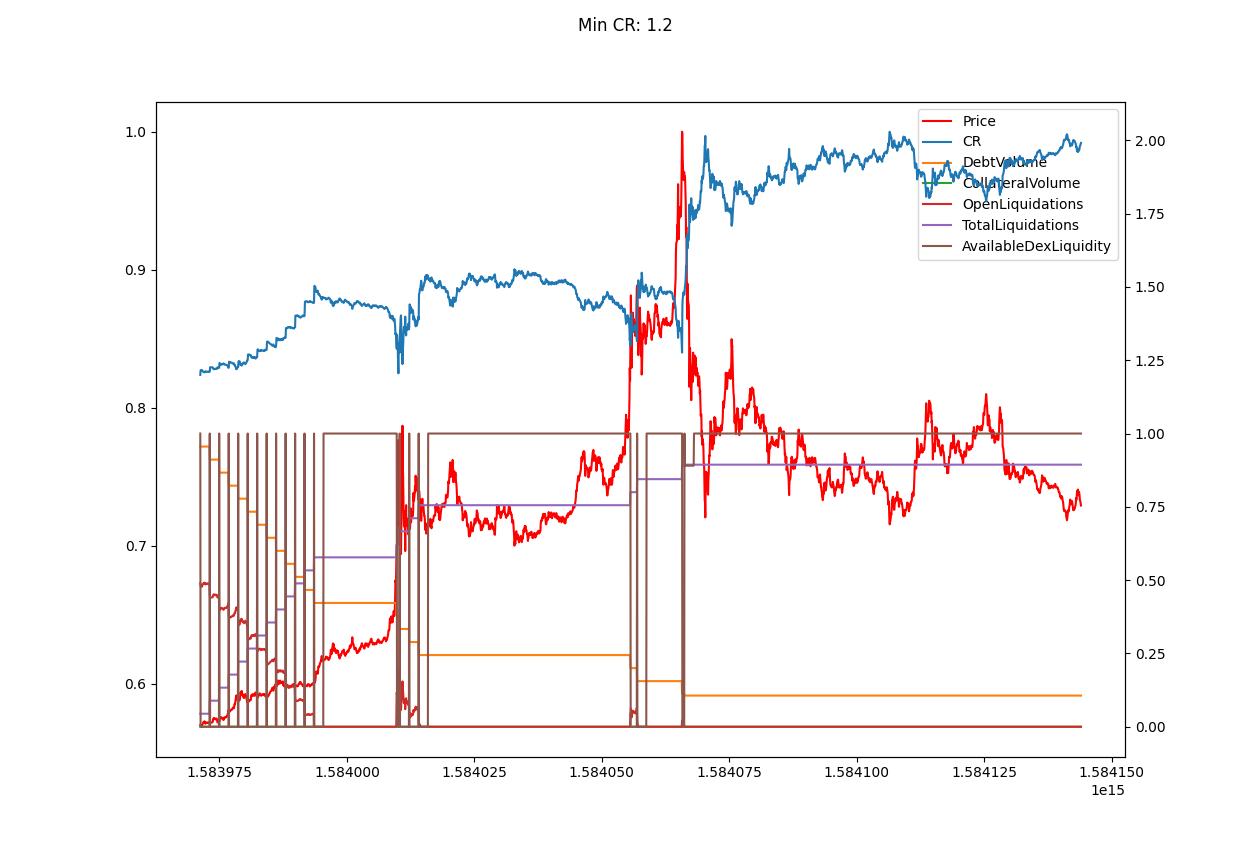 Min CR: 1.2
1.0
0.9
0.8
0.7
0.6
2.00
1.75
1.50
1.25
1.00
0.75
0.50
0.25
0.00
Price
CR
DebtVolume
CollateralVolume
OpenLiquidations
TotalLiquidations
AvailableDexLiquidity
1.583975 1.584000 1.584025 1.584050 1.584075 1.584100 1.584125 1.584150
1e15